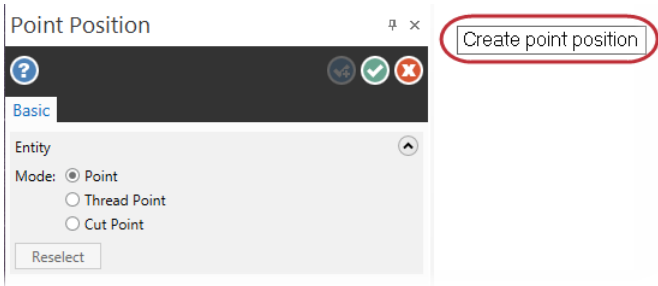 Point Position
Create point position
Basic
Entity
Mode: Point
Thread Point
Cut Point
Reselect